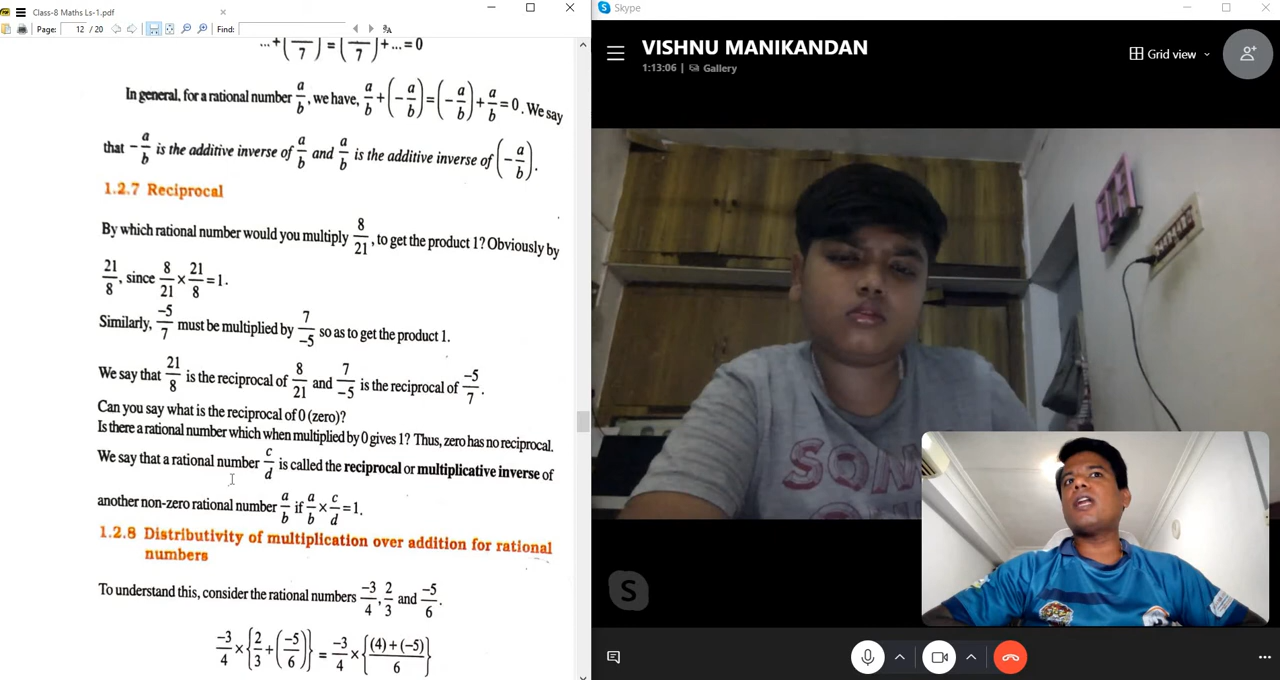 Class-8 Maths Ls-1.pdf
Page: 12 / 20 Find:
... + ( /7 ) = ( /7 ) + ... = 0
In general, for a rational number a/b, we have, a/b + (-a/b) = (-a/b) + a/b = 0. We say
that -a/b is the additive inverse of a/b and a/b is the additive inverse of (-a/b).
1.2.7 Reciprocal
By which rational number would you multiply 8/21, to get the product 1? Obviously by
21/8, since 8/21 × 21/8 = 1.
Similarly, -5/7 must be multiplied by 7/-5 so as to get the product 1.
We say that 21/8 is the reciprocal of 8/21 and 7/-5 is the reciprocal of -5/7.
Can you say what is the reciprocal of 0 (zero)?
Is there a rational number which when multiplied by 0 gives 1? Thus, zero has no reciprocal.
We say that a rational number c/d is called the reciprocal or multiplicative inverse of
another non-zero rational number a/b if a/b × c/d = 1.
1.2.8 Distributivity of multiplication over addition for rational
numbers
To understand this, consider the rational numbers -3/4, 2/3 and -5/6.
-3/4 × {2/3 + (-5/6)} = -3/4 × {(4) + (-5)/6}
Skype
VISHNU MANIKANDAN
1:13:06 | Gallery
Grid view
SON